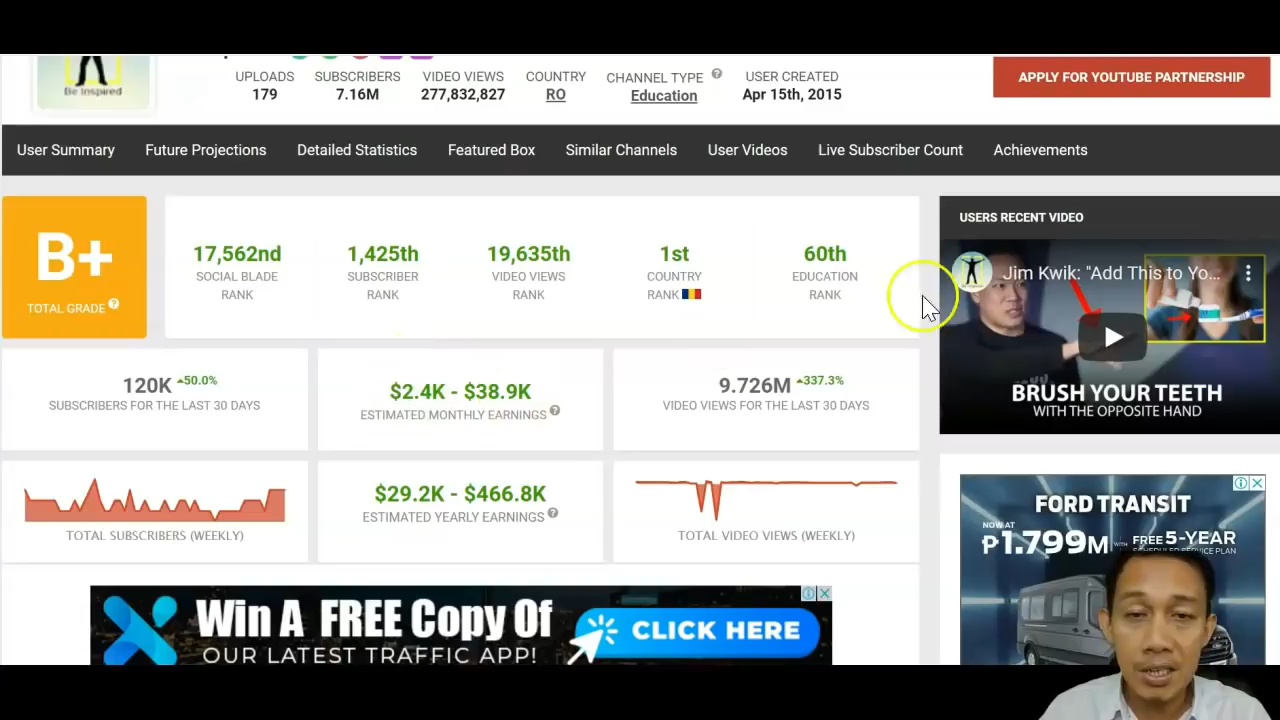 Be Inspired
UPLOADS
179
SUBSCRIBERS
7.16M
VIDEO VIEWS
277,832,827
COUNTRY
RO
CHANNEL TYPE ?
Education
USER CREATED
Apr 15th, 2015
APPLY FOR YOUTUBE PARTNERSHIP
User Summary
Future Projections
Detailed Statistics
Featured Box
Similar Channels
User Videos
Live Subscriber Count
Achievements
B+
TOTAL GRADE ?
17,562nd
SOCIAL BLADE
RANK
1,425th
SUBSCRIBER
RANK
19,635th
VIDEO VIEWS
RANK
1st
COUNTRY
RANK
60th
EDUCATION
RANK
USERS RECENT VIDEO
Jim Kwik: "Add This to Yo...
BRUSH YOUR TEETH
WITH THE OPPOSITE HAND
120K 50.0%
SUBSCRIBERS FOR THE LAST 30 DAYS
$2.4K - $38.9K
ESTIMATED MONTHLY EARNINGS ?
9.726M 337.3%
VIDEO VIEWS FOR THE LAST 30 DAYS
TOTAL SUBSCRIBERS (WEEKLY)
$29.2K - $466.8K
ESTIMATED YEARLY EARNINGS ?
TOTAL VIDEO VIEWS (WEEKLY)
FORD TRANSIT
NOW AT
₱1.799M WITH FREE 5-YEAR
SCHEDULED SERVICE PLAN
Win A FREE Copy Of
OUR LATEST TRAFFIC APP!
CLICK HERE